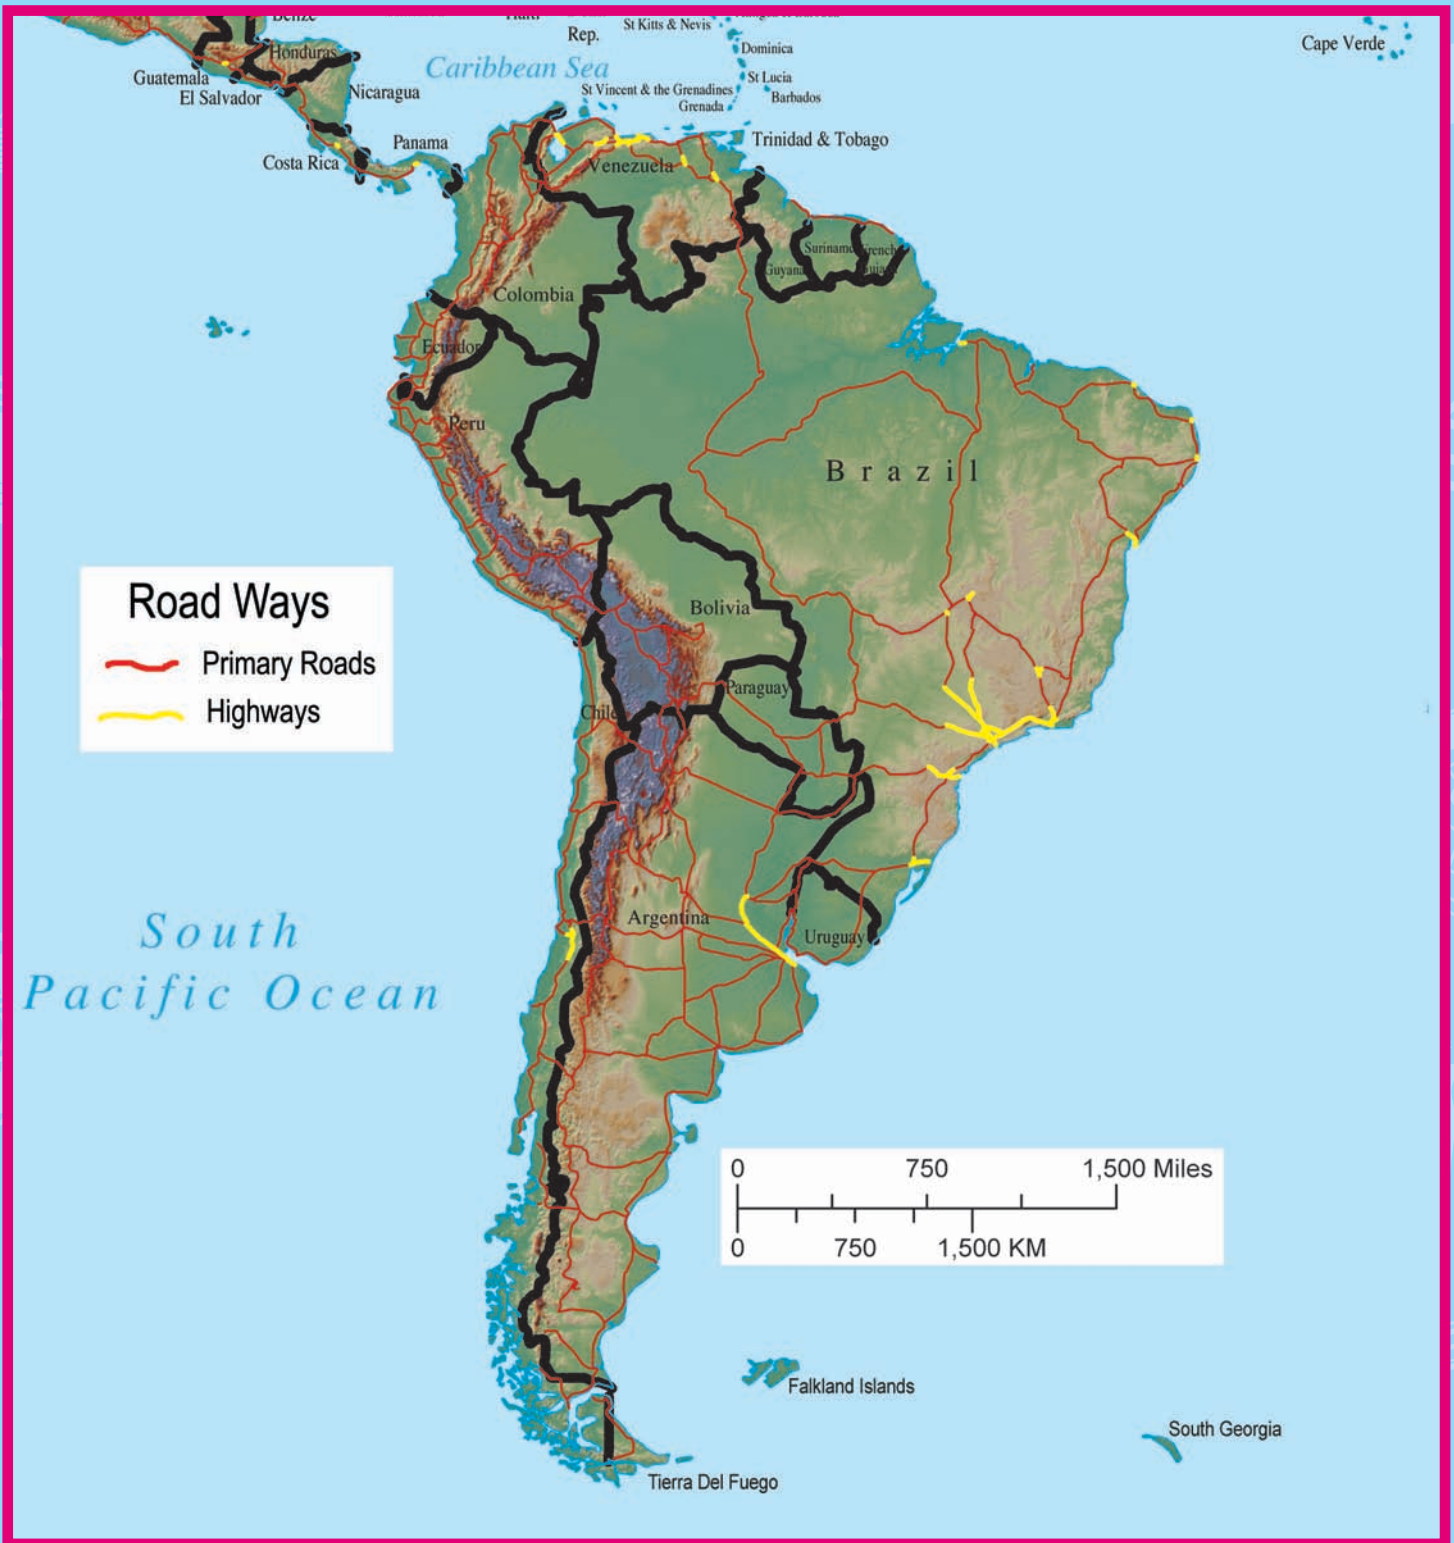 Rep.
St Kitts & Nevis
Dominica
Cape Verde
Caribbean Sea
Honduras
Guatemala
El Salvador
Nicaragua
St Lucia
St Vincent & the Grenadines
Barbados
Grenada
Costa Rica
Panama
Trinidad & Tobago
Venezuela
Suriname
French
Guyana
Colombia
Ecuador
Peru
Brazil
Road Ways
Primary Roads
Highways
Bolivia
Paraguay
Chile
Argentina
Uruguay
South
Pacific Ocean
0 750 1,500 Miles
0 750 1,500 KM
Falkland Islands
South Georgia
Tierra Del Fuego